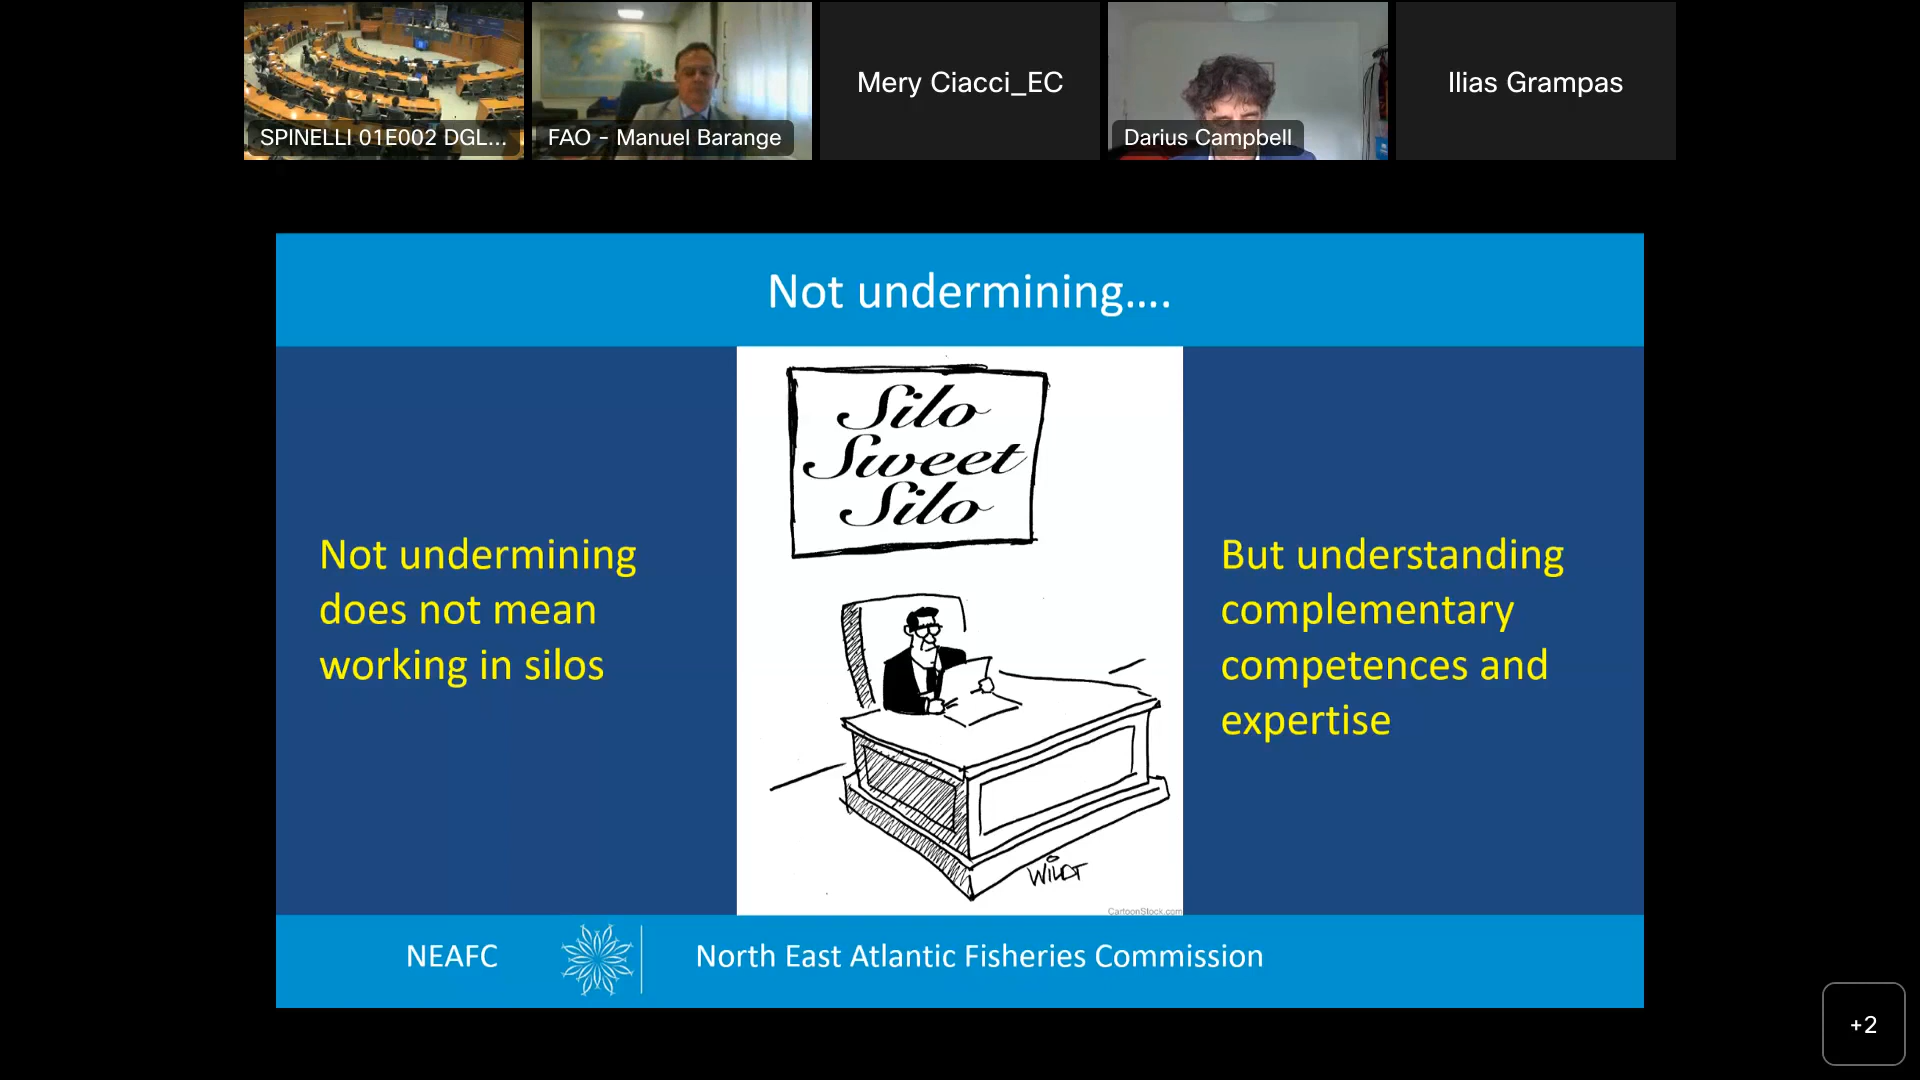 SPINELLI 01E002 DGL...
FAO - Manuel Barange
Mery Ciacci_EC
Darius Campbell
Ilias Grampas
Not undermining....
Not undermining
does not mean
working in silos
Silo
Sweet
Silo
WILDT
CartoonStock.com
But understanding
complementary
competences and
expertise
NEAFC
North East Atlantic Fisheries Commission
+2